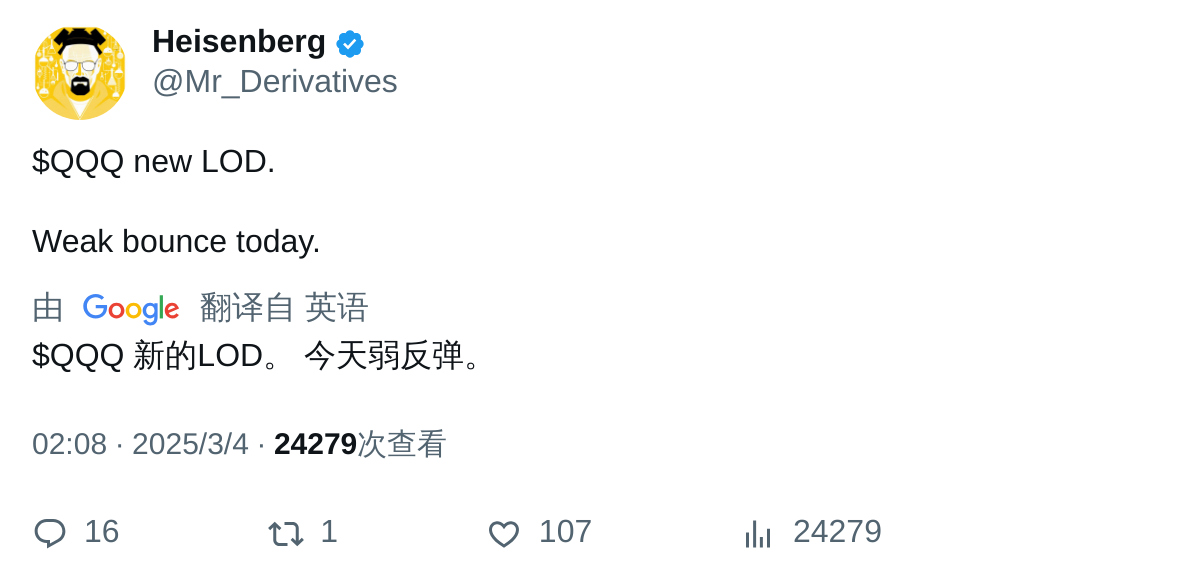 Heisenberg
@Mr_Derivatives
$QQQ new LOD.
Weak bounce today.
由 Google 翻译自 英语
$QQQ 新的LOD。 今天弱反弹。
02:08 · 2025/3/4 · 24279次查看
16 1 107 24279